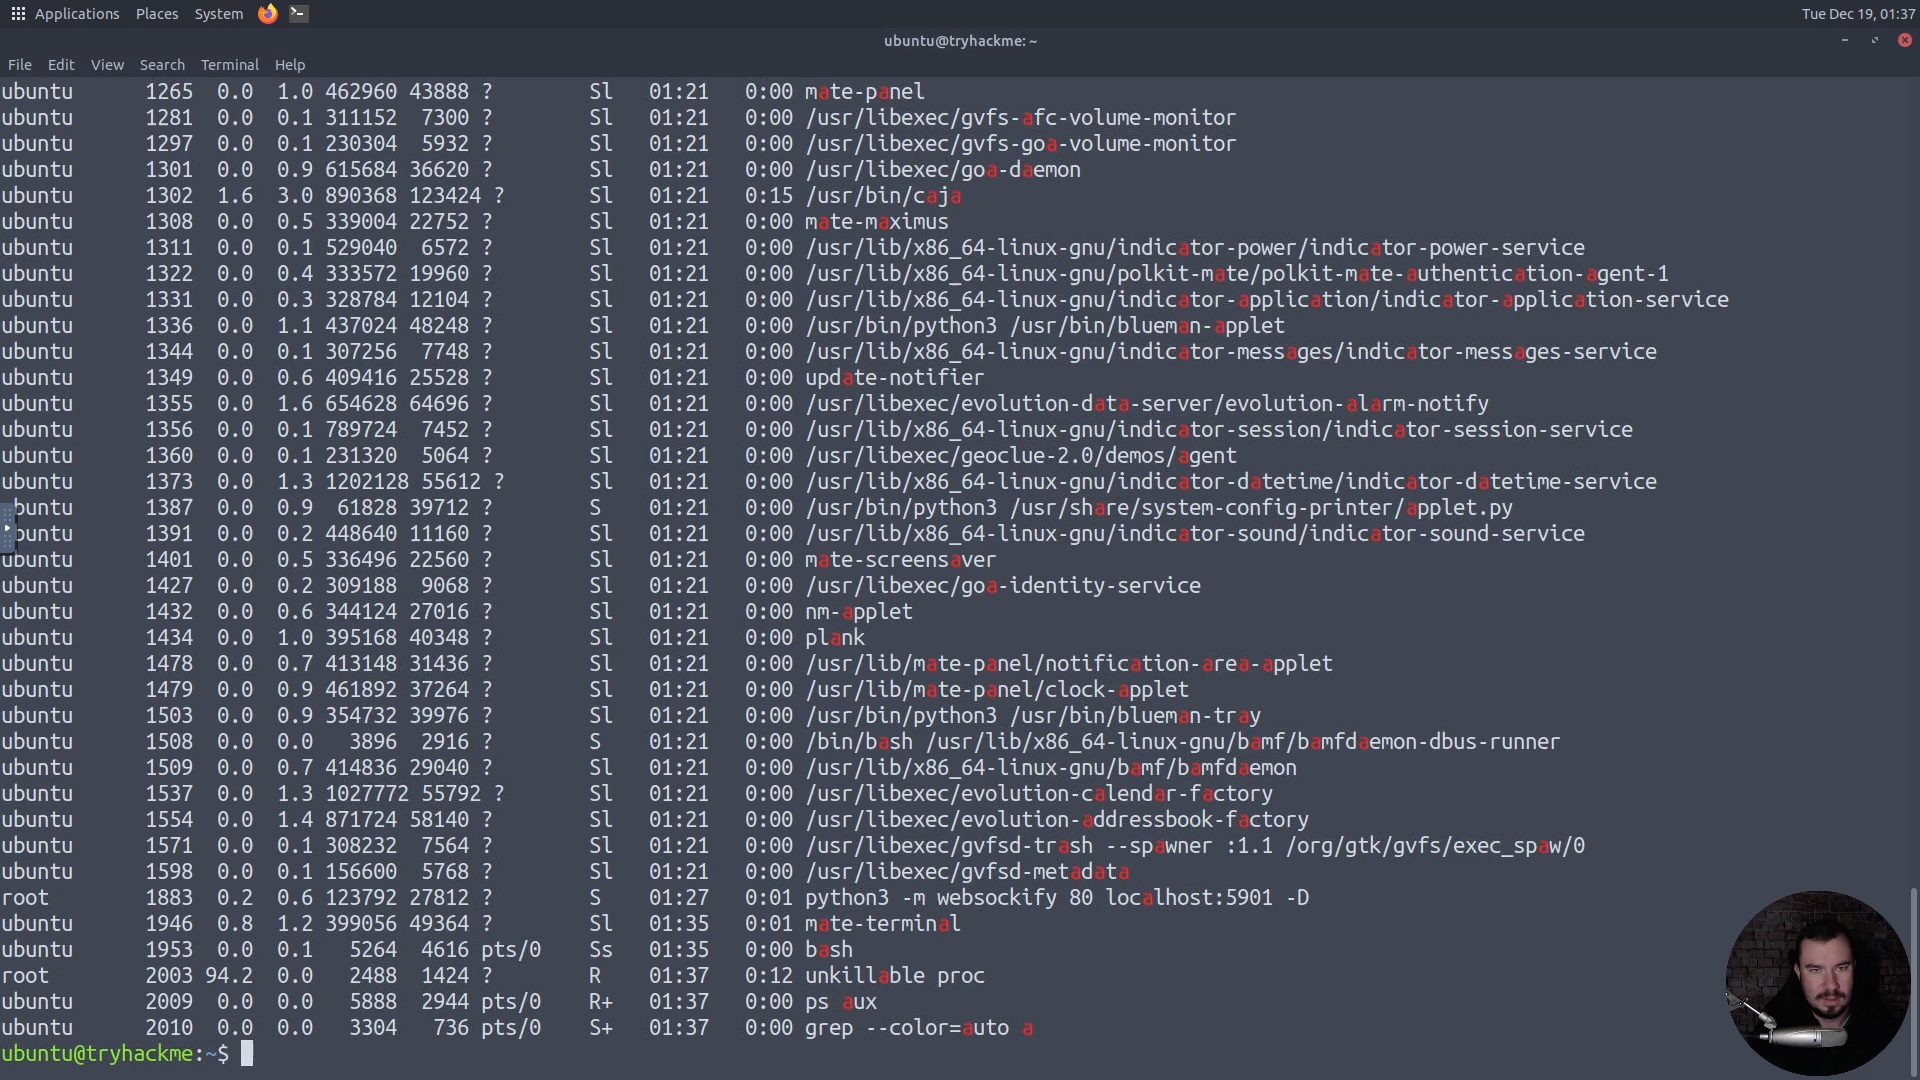 Applications Places System Tue Dec 19, 01:37
ubuntu@tryhackme: ~
File Edit View Search Terminal Help
ubuntu 1265 0.0 1.0 462960 43888 ? Sl 01:21 0:00 mate-panel
ubuntu 1281 0.0 0.1 311152 7300 ? Sl 01:21 0:00 /usr/libexec/gvfs-afc-volume-monitor
ubuntu 1297 0.0 0.1 230304 5932 ? Sl 01:21 0:00 /usr/libexec/gvfs-goa-volume-monitor
ubuntu 1301 0.0 0.9 615684 36620 ? Sl 01:21 0:00 /usr/libexec/goa-daemon
ubuntu 1302 1.6 3.0 890368 123424 ? Sl 01:21 0:15 /usr/bin/caja
ubuntu 1308 0.0 0.5 339004 22752 ? Sl 01:21 0:00 mate-maximus
ubuntu 1311 0.0 0.1 529040 6572 ? Sl 01:21 0:00 /usr/lib/x86_64-linux-gnu/indicator-power/indicator-power-service
ubuntu 1322 0.0 0.4 333572 19960 ? Sl 01:21 0:00 /usr/lib/x86_64-linux-gnu/polkit-mate/polkit-mate-authentication-agent-1
ubuntu 1331 0.0 0.3 328784 12104 ? Sl 01:21 0:00 /usr/lib/x86_64-linux-gnu/indicator-application/indicator-application-service
ubuntu 1336 0.0 1.1 437024 48248 ? Sl 01:21 0:00 /usr/bin/python3 /usr/bin/blueman-applet
ubuntu 1344 0.0 0.1 307256 7748 ? Sl 01:21 0:00 /usr/lib/x86_64-linux-gnu/indicator-messages/indicator-messages-service
ubuntu 1349 0.0 0.6 409416 25528 ? Sl 01:21 0:00 update-notifier
ubuntu 1355 0.0 1.6 654628 64696 ? Sl 01:21 0:00 /usr/libexec/evolution-data-server/evolution-alarm-notify
ubuntu 1356 0.0 0.1 789724 7452 ? Sl 01:21 0:00 /usr/lib/x86_64-linux-gnu/indicator-session/indicator-session-service
ubuntu 1360 0.0 0.1 231320 5064 ? Sl 01:21 0:00 /usr/libexec/geoclue-2.0/demos/agent
ubuntu 1373 0.0 1.3 1202128 55612 ? Sl 01:21 0:00 /usr/lib/x86_64-linux-gnu/indicator-datetime/indicator-datetime-service
ubuntu 1387 0.0 0.9 61828 39712 ? S 01:21 0:00 /usr/bin/python3 /usr/share/system-config-printer/applet.py
ubuntu 1391 0.0 0.2 448640 11160 ? Sl 01:21 0:00 /usr/lib/x86_64-linux-gnu/indicator-sound/indicator-sound-service
ubuntu 1401 0.0 0.5 336496 22560 ? Sl 01:21 0:00 mate-screensaver
ubuntu 1427 0.0 0.2 309188 9068 ? Sl 01:21 0:00 /usr/libexec/goa-identity-service
ubuntu 1432 0.0 0.6 344124 27016 ? Sl 01:21 0:00 nm-applet
ubuntu 1434 0.0 1.0 395168 40348 ? Sl 01:21 0:00 plank
ubuntu 1478 0.0 0.7 413148 31436 ? Sl 01:21 0:00 /usr/lib/mate-panel/notification-area-applet
ubuntu 1479 0.0 0.9 461892 37264 ? Sl 01:21 0:00 /usr/lib/mate-panel/clock-applet
ubuntu 1503 0.0 0.9 354732 39976 ? Sl 01:21 0:00 /usr/bin/python3 /usr/bin/blueman-tray
ubuntu 1508 0.0 0.0 3896 2916 ? S 01:21 0:00 /bin/bash /usr/lib/x86_64-linux-gnu/bamf/bamfdaemon-dbus-runner
ubuntu 1509 0.0 0.7 414836 29040 ? Sl 01:21 0:00 /usr/lib/x86_64-linux-gnu/bamf/bamfdaemon
ubuntu 1537 0.0 1.3 1027772 55792 ? Sl 01:21 0:00 /usr/libexec/evolution-calendar-factory
ubuntu 1554 0.0 1.4 871724 58140 ? Sl 01:21 0:00 /usr/libexec/evolution-addressbook-factory
ubuntu 1571 0.0 0.1 308232 7564 ? Sl 01:21 0:00 /usr/libexec/gvfsd-trash --spawner :1.1 /org/gtk/gvfs/exec_spaw/0
ubuntu 1598 0.0 0.1 156600 5768 ? Sl 01:21 0:00 /usr/libexec/gvfsd-metadata
root 1883 0.2 0.6 123792 27812 ? S 01:27 0:01 python3 -m websockify 80 localhost:5901 -D
ubuntu 1946 0.8 1.2 399056 49364 ? Sl 01:35 0:01 mate-terminal
ubuntu 1953 0.0 0.1 5264 4616 pts/0 Ss 01:35 0:00 bash
root 2003 94.2 0.0 2488 1424 ? R 01:37 0:12 unkillable proc
ubuntu 2009 0.0 0.0 5888 2944 pts/0 R+ 01:37 0:00 ps aux
ubuntu 2010 0.0 0.0 3304 736 pts/0 S+ 01:37 0:00 grep --color=auto a
ubuntu@tryhackme:~$